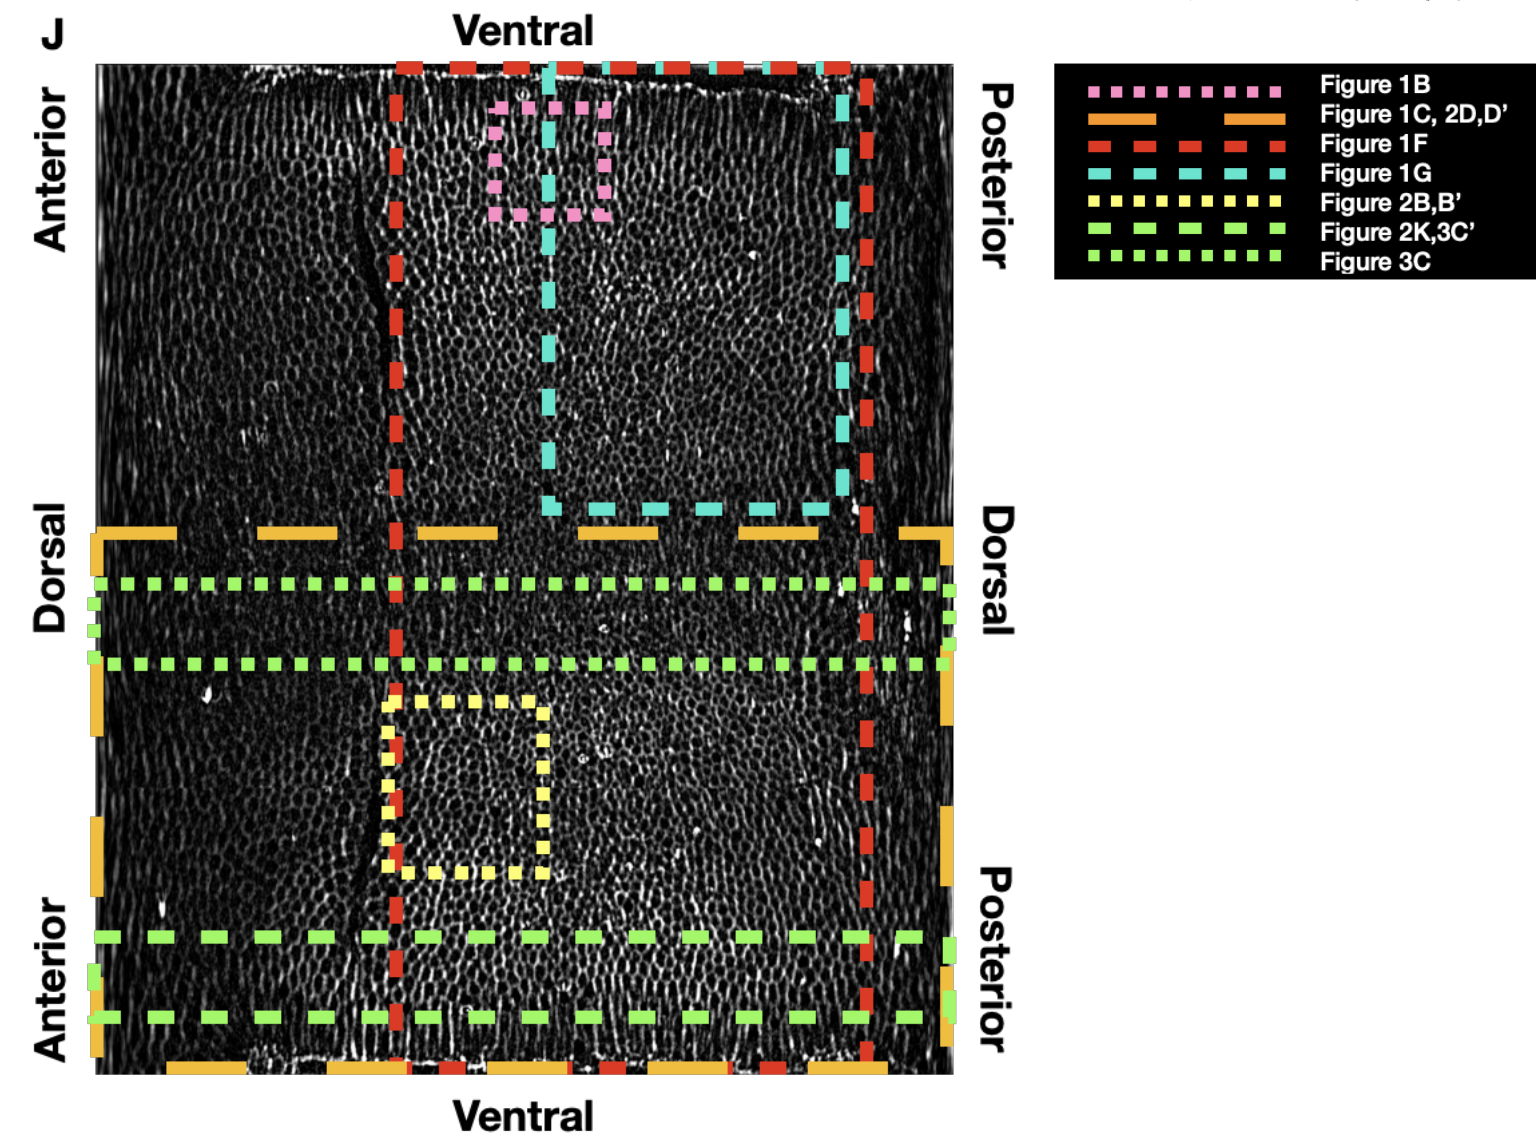 J
Ventral
Anterior
Posterior
Figure 1B
Figure 1C, 2D,D’
Figure 1F
Figure 1G
Figure 2B,B’
Figure 2K,3C’
Figure 3C
Dorsal
Dorsal
Anterior
Posterior
Ventral